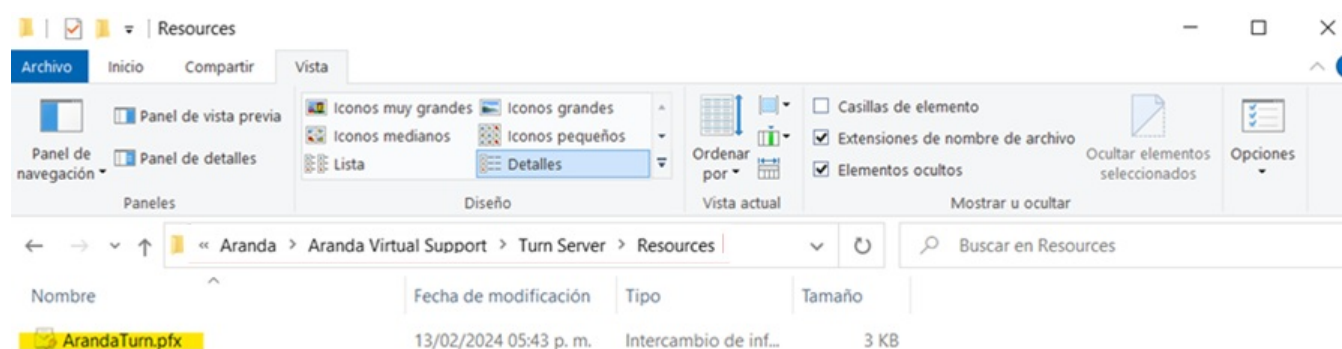 Resources
Archivo Inicio Compartir Vista
Panel de navegación
Panel de vista previa
Panel de detalles
Paneles
Iconos muy grandes Iconos grandes
Iconos medianos Iconos pequeños
Lista Detalles
Diseño
Ordenar por
Vista actual
Casillas de elemento
Extensiones de nombre de archivo
Elementos ocultos
Ocultar elementos seleccionados
Mostrar u ocultar
Opciones
« Aranda > Aranda Virtual Support > Turn Server > Resources
Buscar en Resources
Nombre Fecha de modificación Tipo Tamaño
ArandaTurn.pfx 13/02/2024 05:43 p. m. Intercambio de inf... 3 KB